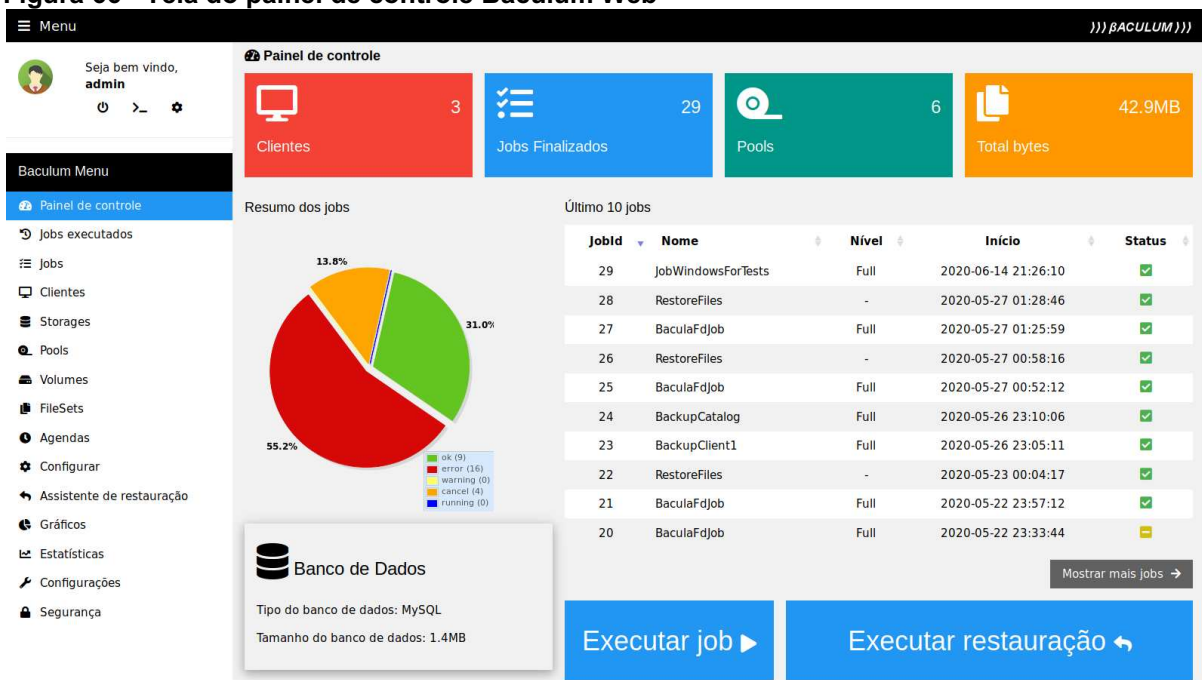 Figura 60 - Tela do painel de controle Baculum Web
Menu
))) βACULUM )))
Seja bem vindo,
admin
Baculum Menu
Painel de controle
Jobs executados
Jobs
Clientes
Storages
Pools
Volumes
FileSets
Agendas
Configurar
Assistente de restauração
Gráficos
Estatísticas
Configurações
Segurança
Painel de controle
3
Clientes
29
Jobs Finalizados
6
Pools
42.9MB
Total bytes
Resumo dos jobs
13.8%
31.0%
55.2%
ok (9)
error (16)
warning (0)
cancel (4)
running (0)
Banco de Dados
Tipo do banco de dados: MySQL
Tamanho do banco de dados: 1.4MB
Último 10 jobs
JobId Nome Nível Início Status
29 JobWindowsForTests Full 2020-06-14 21:26:10
28 RestoreFiles - 2020-05-27 01:28:46
27 BaculaFdJob Full 2020-05-27 01:25:59
26 RestoreFiles - 2020-05-27 00:58:16
25 BaculaFdJob Full 2020-05-27 00:52:12
24 BackupCatalog Full 2020-05-26 23:10:06
23 BackupClient1 Full 2020-05-26 23:05:11
22 RestoreFiles - 2020-05-23 00:04:17
21 BaculaFdJob Full 2020-05-22 23:57:12
20 BaculaFdJob Full 2020-05-22 23:33:44
Mostrar mais jobs
Executar job
Executar restauração